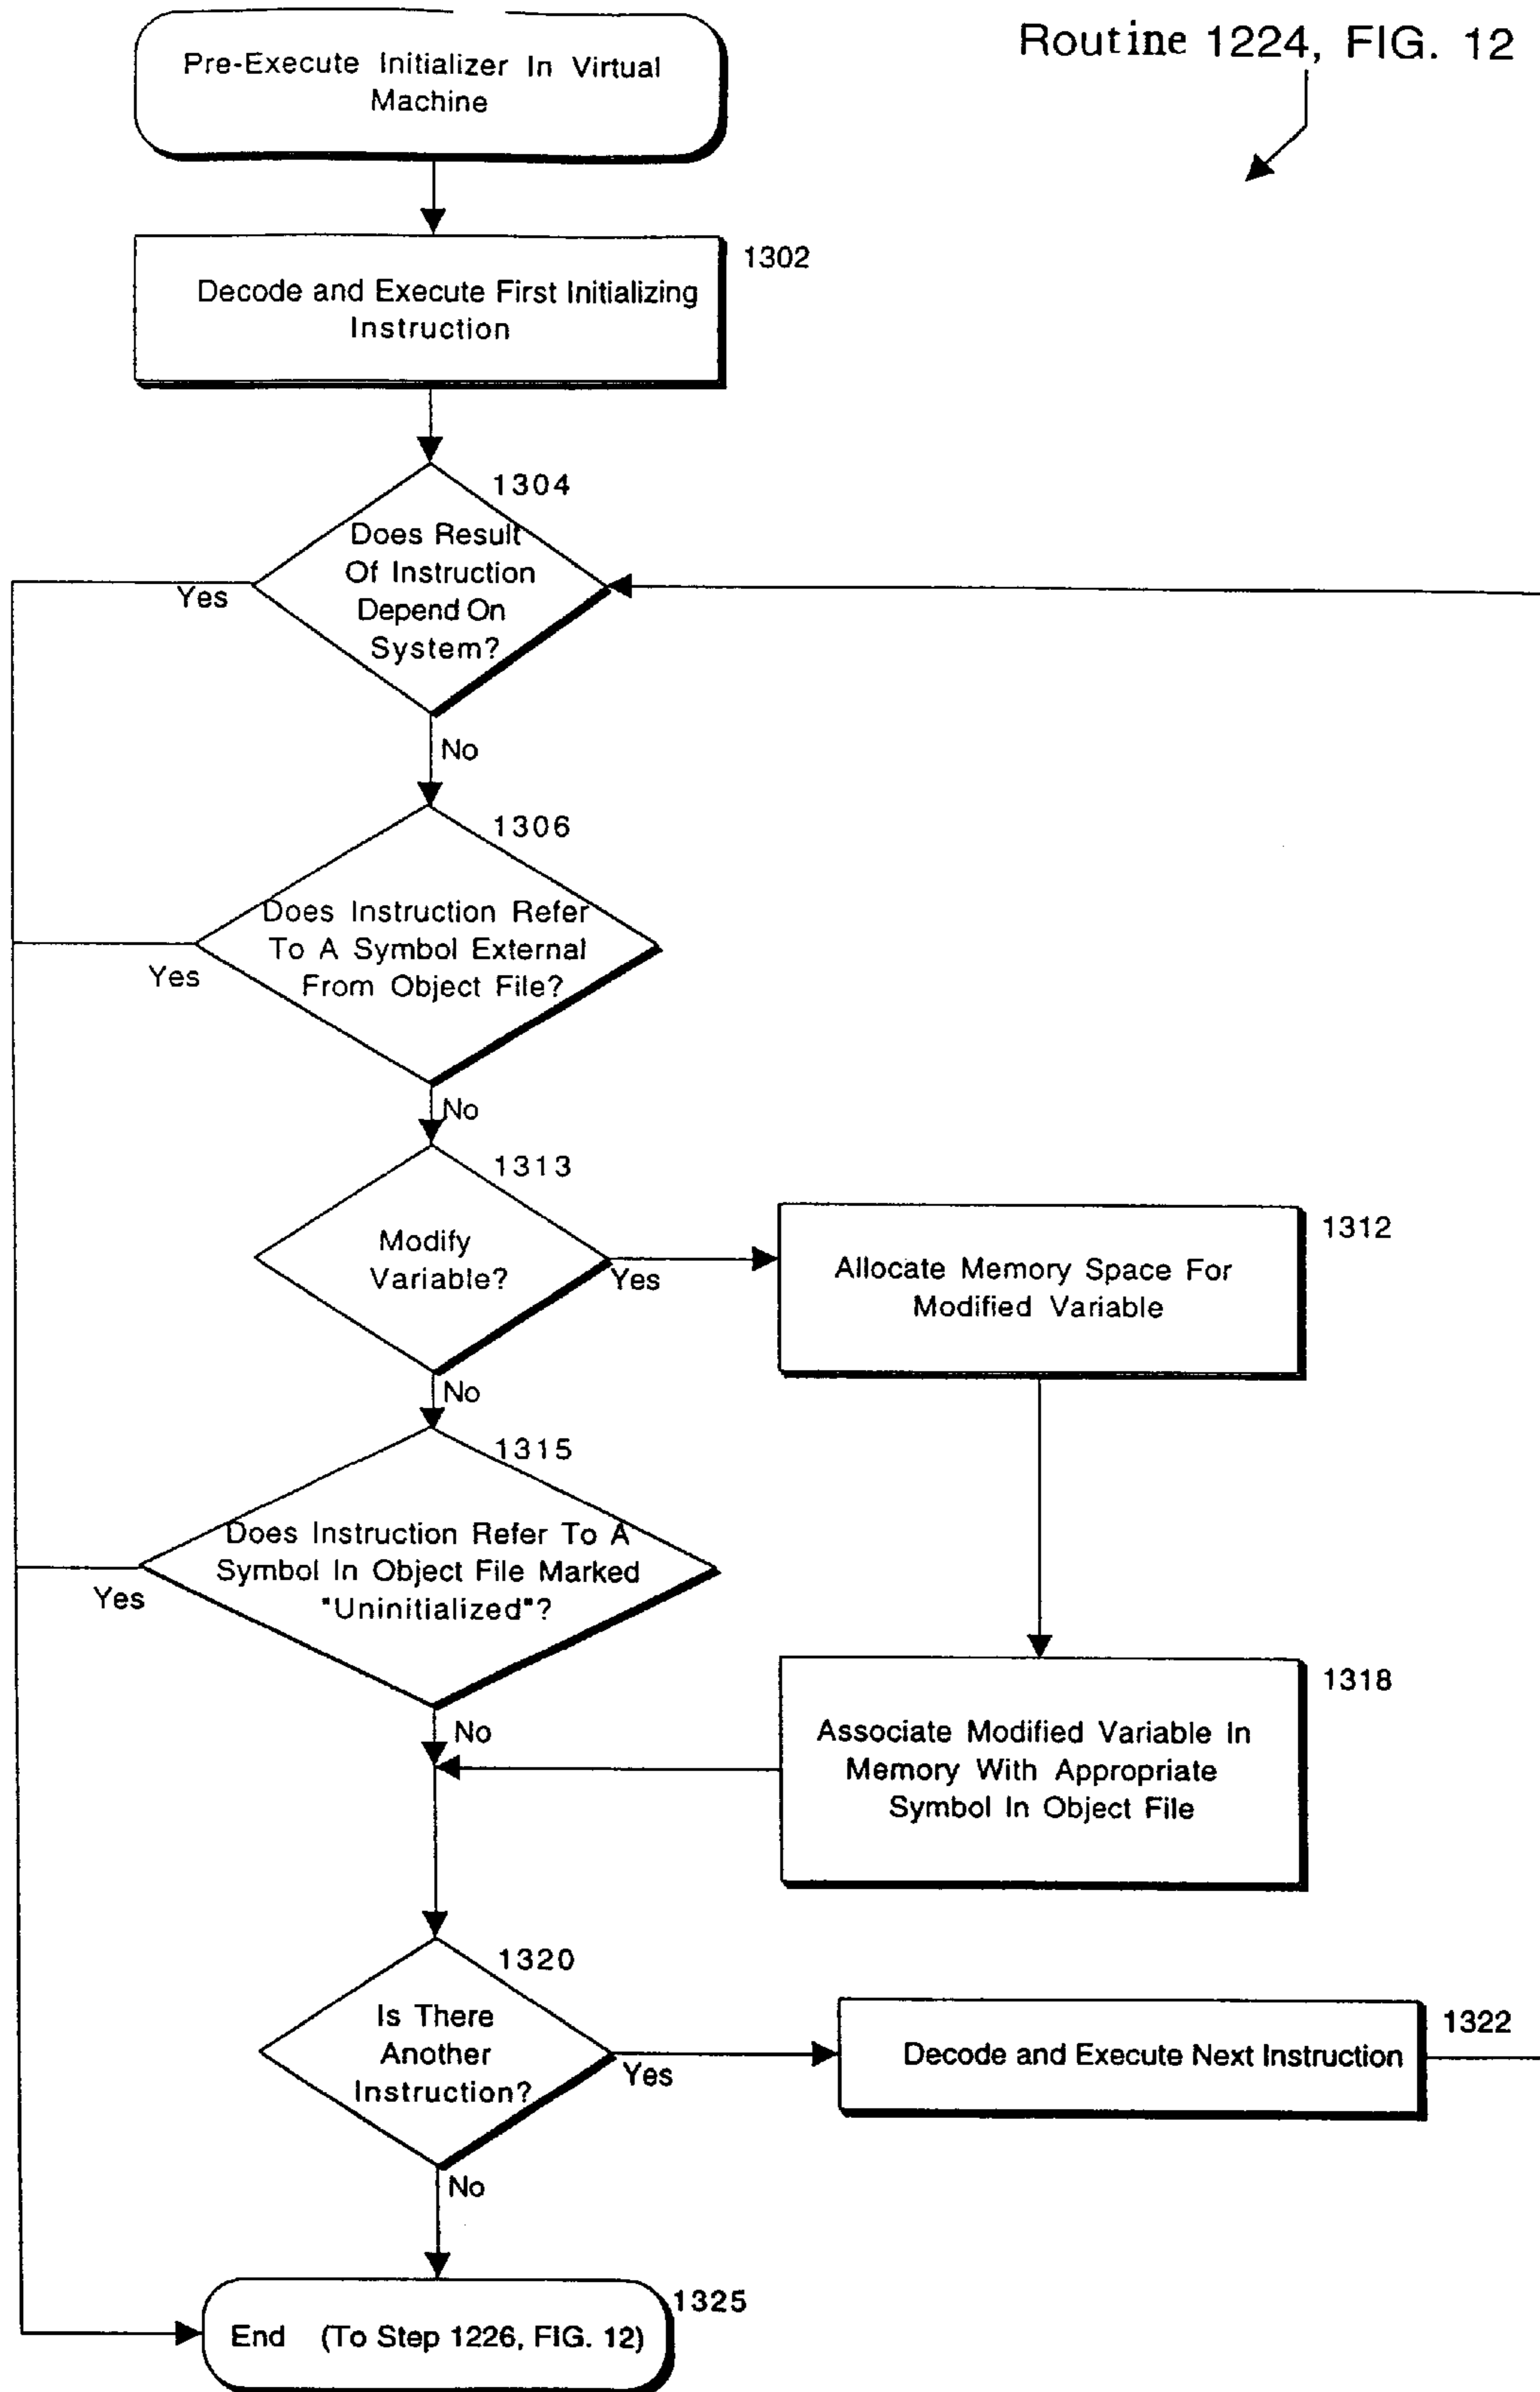 Routine 1224, FIG. 12
Pre-Execute Initializer In Virtual
Machine
1302
Decode and Execute First Initializing
Instruction
1304
Does Result
Of Instruction
Depend On
System?
Yes
No
1306
Does Instruction Refer
To A Symbol External
From Object File?
Yes
No
1313
Modify
Variable?
Yes
1312
Allocate Memory Space For
Modified Variable
No
1315
Does Instruction Refer To A
Symbol In Object File Marked
"Uninitialized"?
Yes
No
1318
Associate Modified Variable In
Memory With Appropriate
Symbol In Object File
1320
Is There
Another
Instruction?
Yes
1322
Decode and Execute Next Instruction
No
1325
End (To Step 1226, FIG. 12)